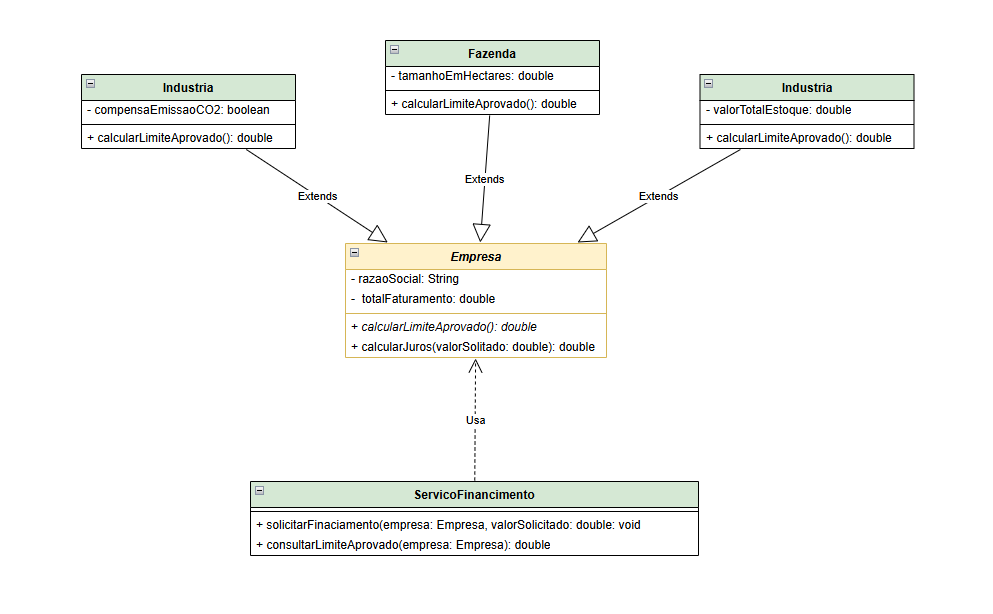 Fazenda
- tamanhoEmHectares: double
+ calcularLimiteAprovado(): double
Industria
- compensaEmissaoCO2: boolean
+ calcularLimiteAprovado(): double
Industria
- valorTotalEstoque: double
+ calcularLimiteAprovado(): double
Extends
Extends
Extends
Empresa
- razaoSocial: String
- totalFaturamento: double
+ calcularLimiteAprovado(): double
+ calcularJuros(valorSolitado: double): double
Usa
ServicoFinancimento
+ solicitarFinaciamento(empresa: Empresa, valorSolicitado: double: void
+ consultarLimiteAprovado(empresa: Empresa): double